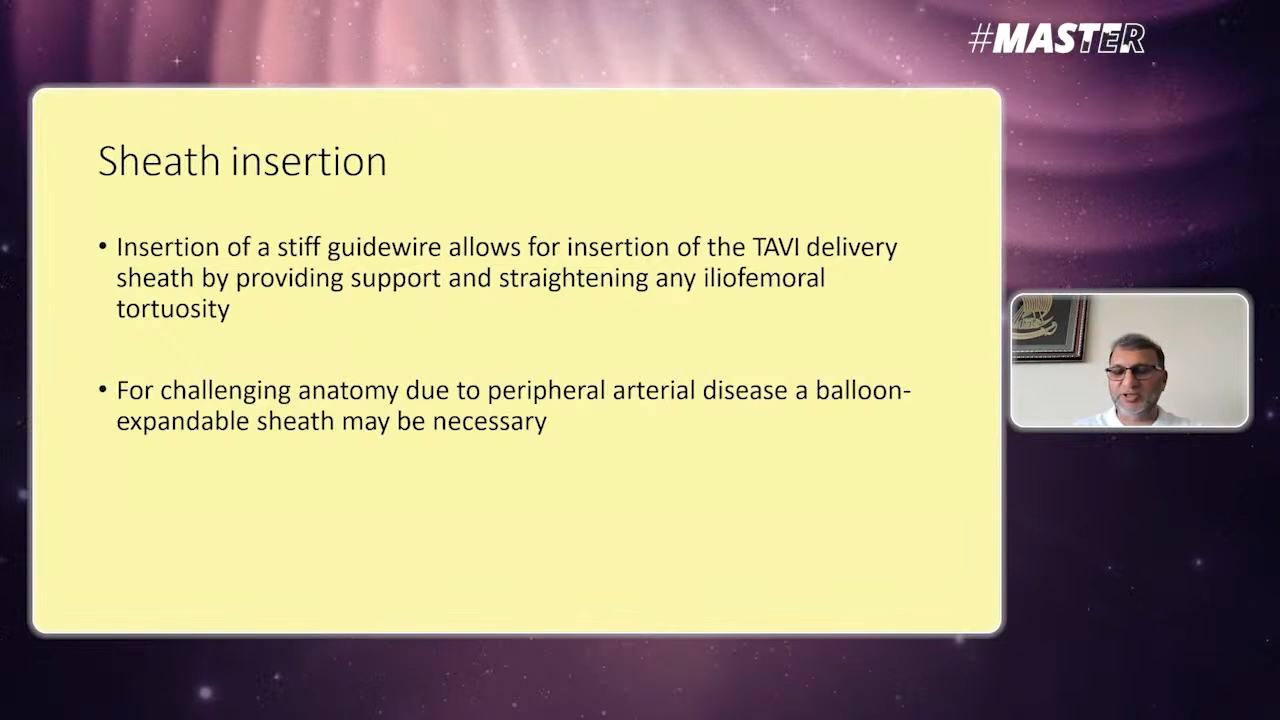 #MASTER
Sheath insertion
• Insertion of a stiff guidewire allows for insertion of the TAVI delivery
sheath by providing support and straightening any iliofemoral
tortuosity
• For challenging anatomy due to peripheral arterial disease a balloon-
expandable sheath may be necessary